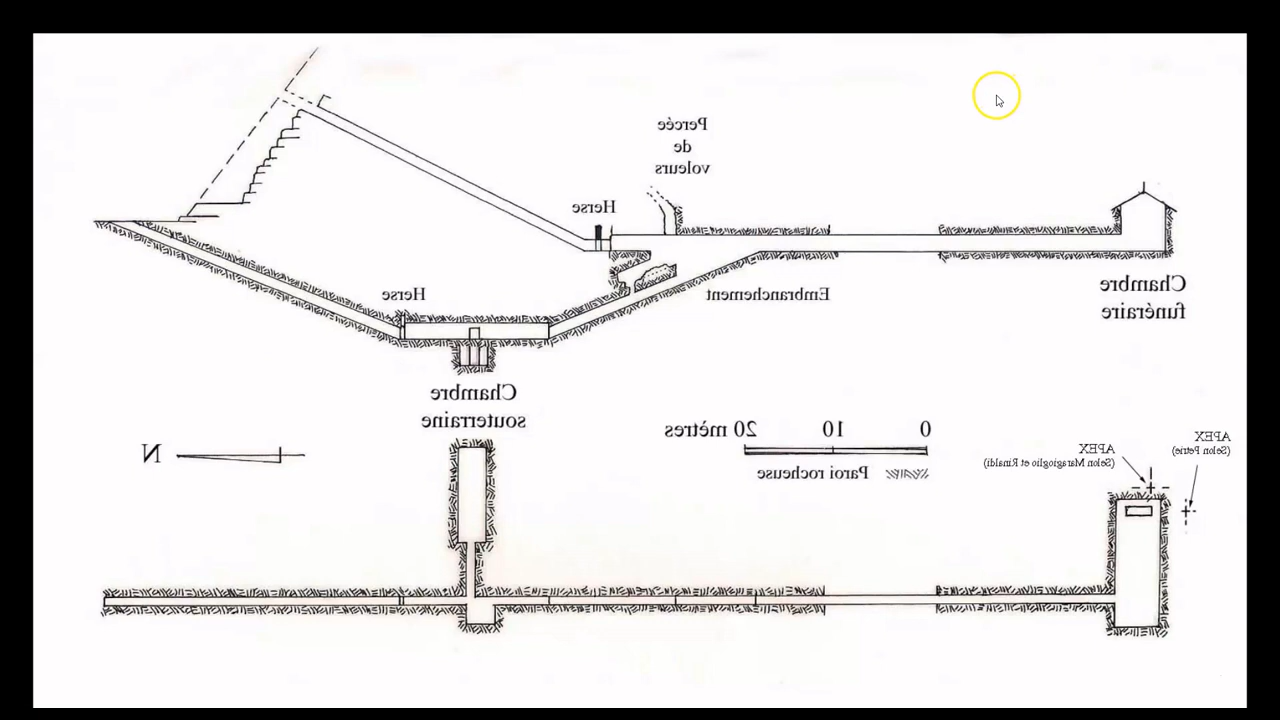 Percée
de
voleurs
Herse
Herse
Embranchement
Chambre
funéraire
Chambre
souterraine
20 mètres 10 0
Paroi rocheuse
N
APEX
(Selon Petrie)
APEX
(Selon Maragioglio et Rinaldi)